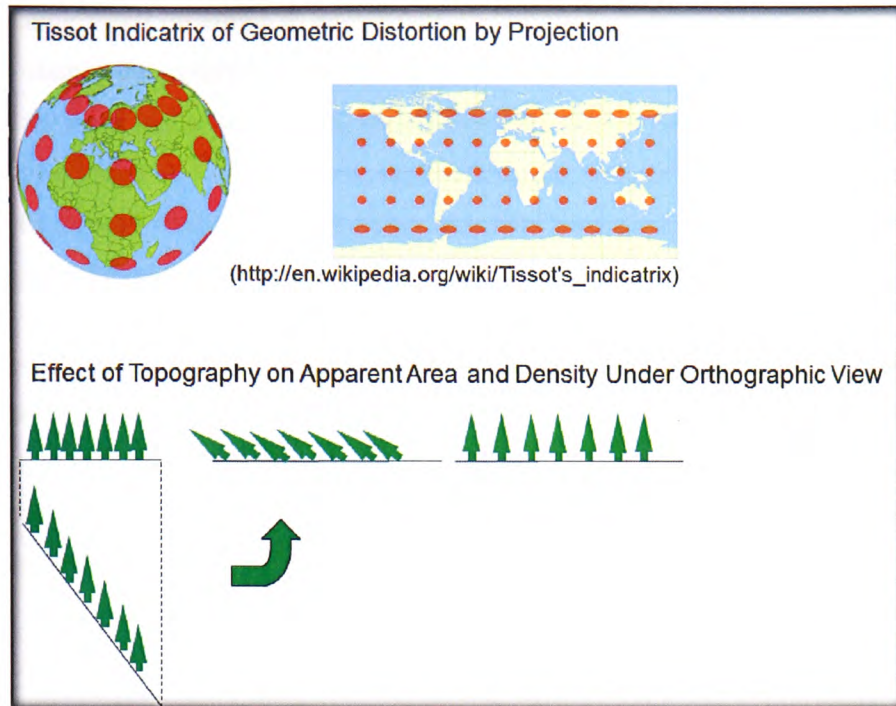 Tissot Indicatrix of Geometric Distortion by Projection
(http://en.wikipedia.org/wiki/Tissot's_indicatrix)
Effect of Topography on Apparent Area and Density Under Orthographic View